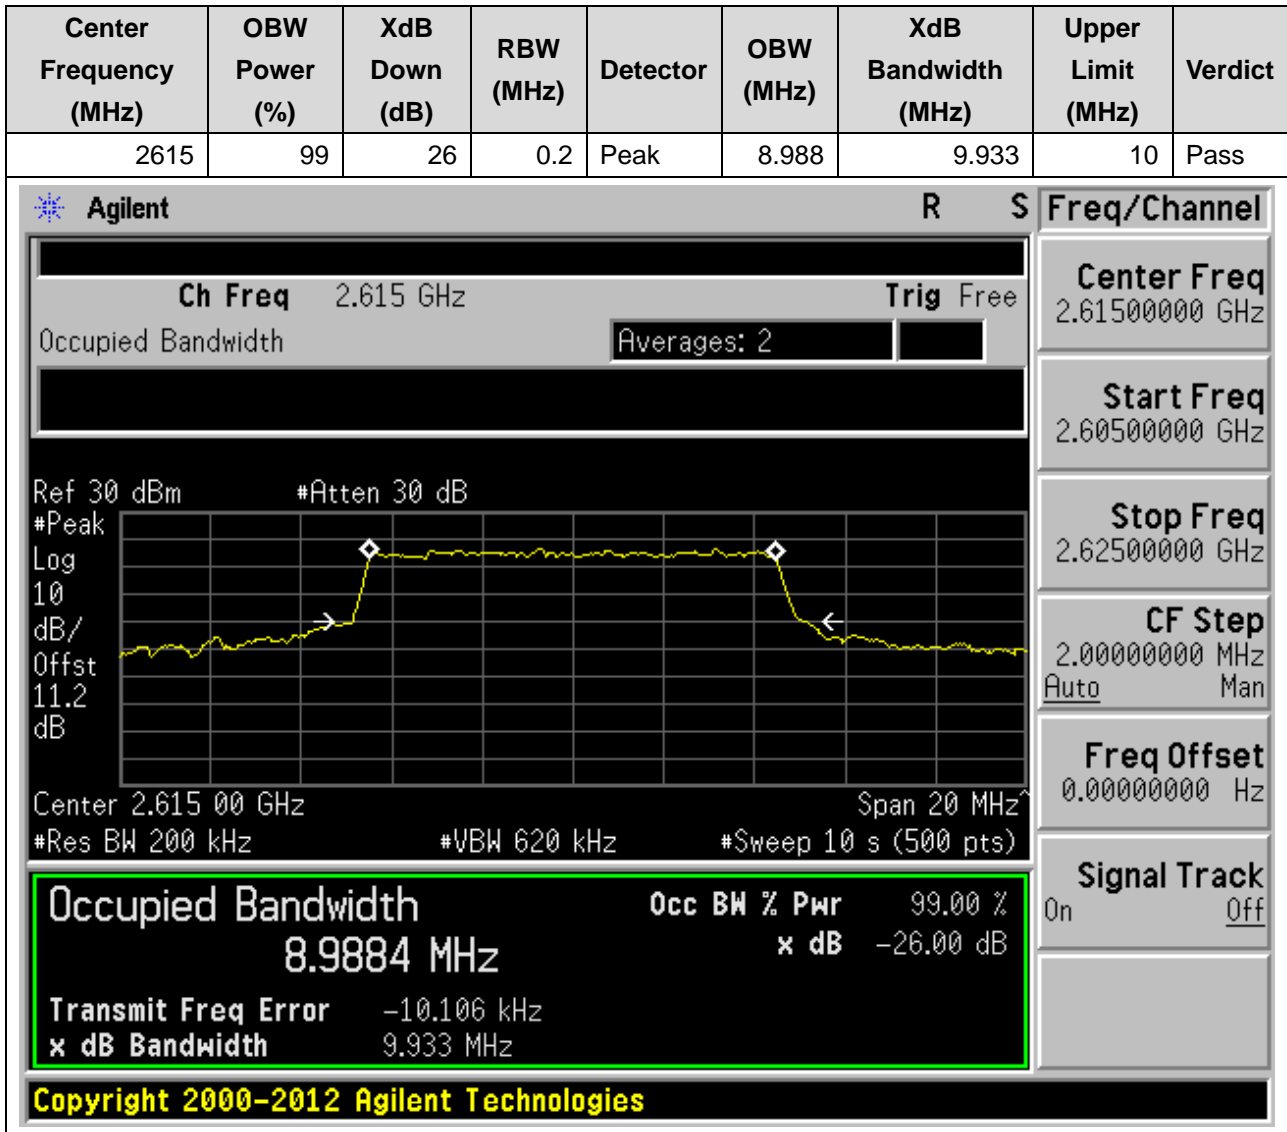 Center Frequency (MHz) OBW Power (%) XdB Down (dB) RBW (MHz) Detector OBW (MHz) XdB Bandwidth (MHz) Upper Limit (MHz) Verdict
2615 99 26 0.2 Peak 8.988 9.933 10 Pass
Agilent R S Freq/Channel
Ch Freq 2.615 GHz Trig Free
Occupied Bandwidth Averages: 2
Center Freq
2.61500000 GHz
Start Freq
2.60500000 GHz
Stop Freq
2.62500000 GHz
CF Step
2.00000000 MHz
Auto Man
Freq Offset
0.00000000 Hz
Signal Track
On Off
Ref 30 dBm #Atten 30 dB
#Peak
Log
10
dB/
Offst
11.2
dB
Center 2.615 00 GHz Span 20 MHz^
#Res BW 200 kHz #VBW 620 kHz #Sweep 10 s (500 pts)
Occupied Bandwidth Occ BW % Pwr 99.00 %
8.9884 MHz x dB -26.00 dB
Transmit Freq Error -10.106 kHz
x dB Bandwidth 9.933 MHz
Copyright 2000-2012 Agilent Technologies